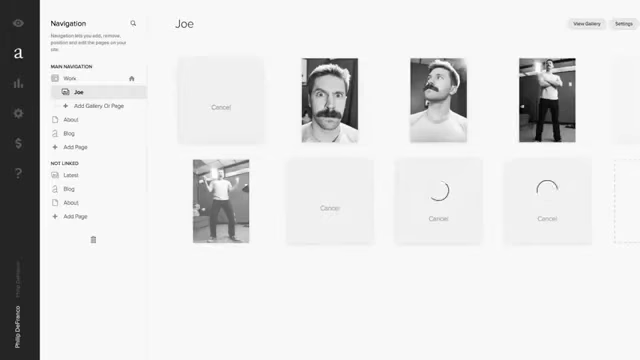 Navigation
Navigation lets you add, remove,
position and edit the pages on your
site.
MAIN NAVIGATION
Work
Joe
Add Gallery Or Page
About
Blog
Add Page
NOT LINKED
Latest
Blog
About
Add Page
a
$
?
Philip DeFranco
Joe
View Gallery
Settings
Cancel
Cancel
Cancel
Cancel